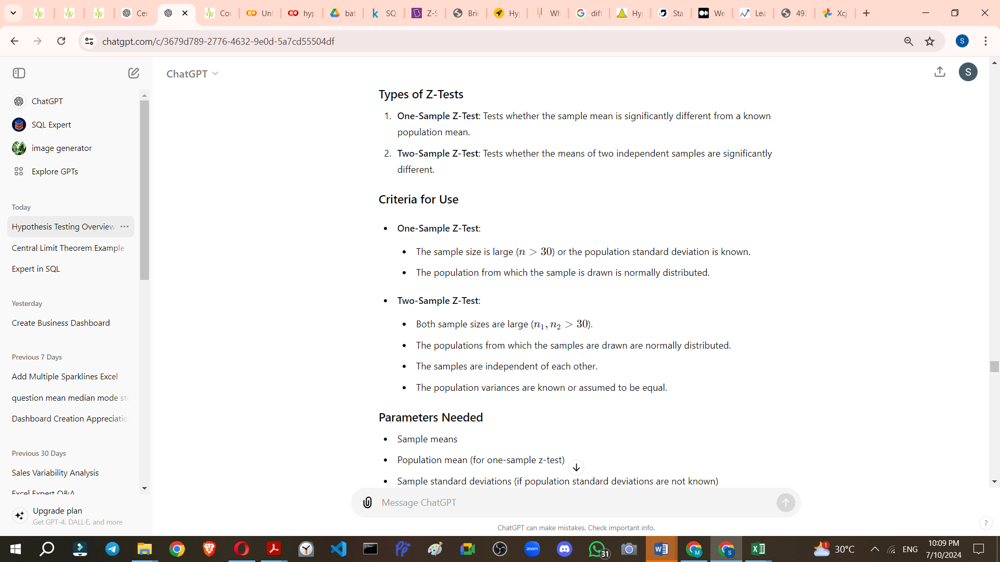 Cer
Cou
Unt
hyp
bat
SQ
Z-S
Brie
Hyp
Wh
diff
Hyp
Sta
We
Lea
493
Xcj
chatgpt.com/c/3679d789-2776-4632-9e0d-5a7cd55504df
S
ChatGPT
S
ChatGPT
SQL Expert
image generator
Explore GPTs
Today
Hypothesis Testing Overview
Central Limit Theorem Example
Expert in SQL
Yesterday
Create Business Dashboard
Previous 7 Days
Add Multiple Sparklines Excel
question mean median mode sto
Dashboard Creation Appreciatio
Previous 30 Days
Sales Variability Analysis
Excel Expert Q&A
Upgrade plan
Get GPT-4, DALL·E, and more
Types of Z-Tests
1. One-Sample Z-Test: Tests whether the sample mean is significantly different from a known
population mean.
2. Two-Sample Z-Test: Tests whether the means of two independent samples are significantly
different.
Criteria for Use
• One-Sample Z-Test:
• The sample size is large (n > 30) or the population standard deviation is known.
• The population from which the sample is drawn is normally distributed.
• Two-Sample Z-Test:
• Both sample sizes are large (n₁, n₂ > 30).
• The populations from which the samples are drawn are normally distributed.
• The samples are independent of each other.
• The population variances are known or assumed to be equal.
Parameters Needed
• Sample means
• Population mean (for one-sample z-test)
• Sample standard deviations (if population standard deviations are not known)
Message ChatGPT
ChatGPT can make mistakes. Check important info.
?
zoom
31
M
S
1
30°C
ENG
10:09 PM
7/10/2024